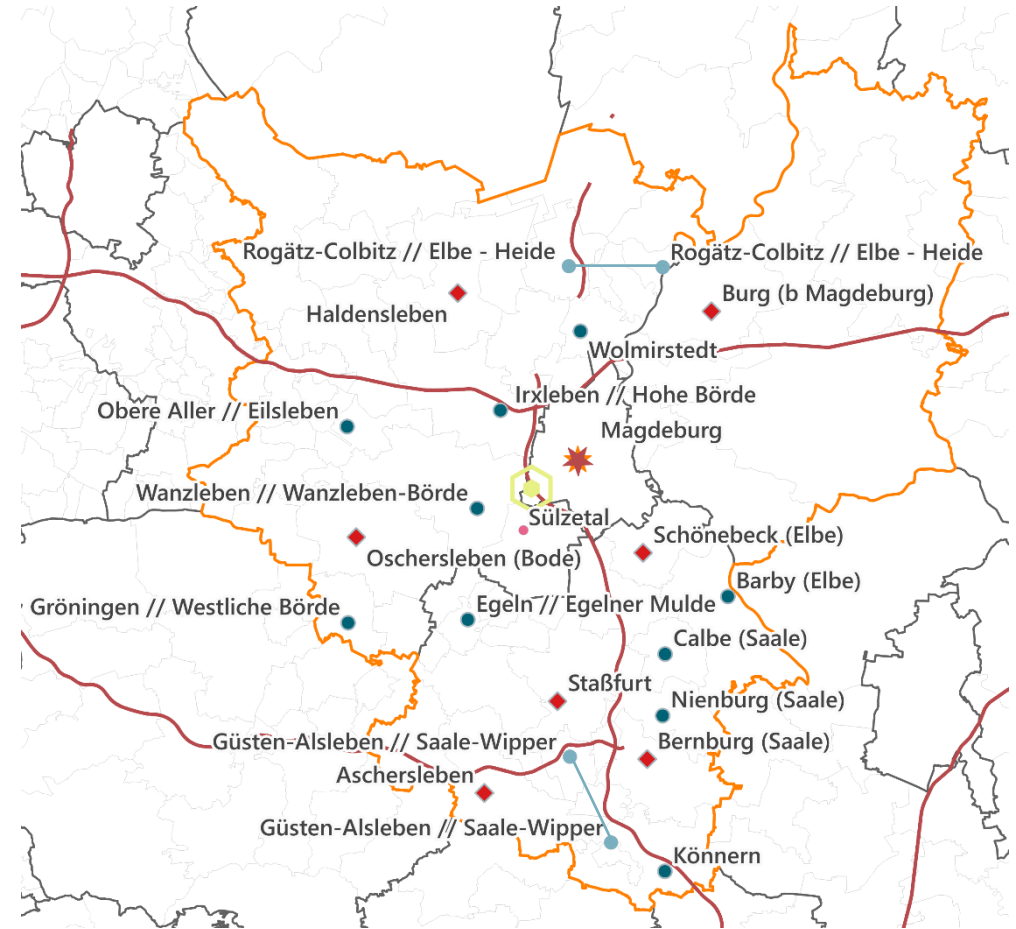 Rogätz-Colbitz // Elbe - Heide
Rogätz-Colbitz // Elbe - Heide
Burg (b Magdeburg)
Haldensleben
Wolmirstedt
Irxleben // Hohe Börde
Obere Aller // Eilsleben
Magdeburg
Wanzleben // Wanzleben-Börde
Sülzetal
Schönebeck (Elbe)
Oschersleben (Bode)
Barby (Elbe)
Gröningen // Westliche Börde
Egeln // Egelner Mulde
Calbe (Saale)
Staßfurt
Nienburg (Saale)
Güsten-Alsleben // Saale-Wipper
Bernburg (Saale)
Aschersleben
Güsten-Alsleben // Saale-Wipper
Könnern